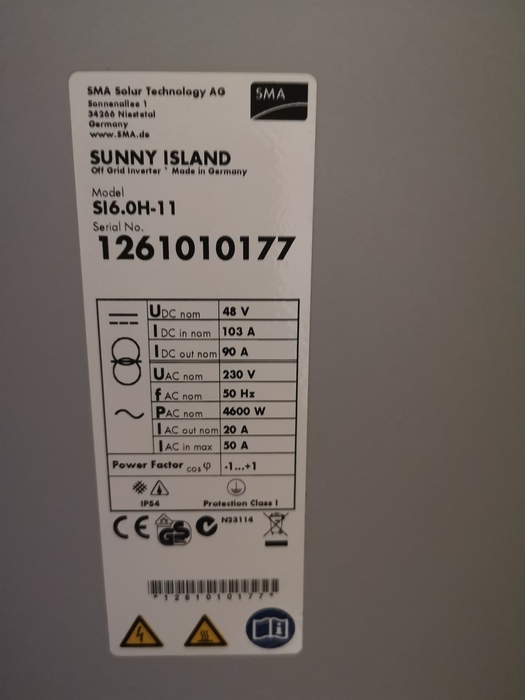 SMA Solar Technology AG
Sonnenallee 1
34266 Niestetal
Germany
www.SMA.de
SMA
SUNNY ISLAND
Off Grid Inverter * Made in Germany
Model
SI6.0H-11
Serial No.
1261010177
UDC nom 48 V
IDC in nom 103 A
IDC out nom 90 A
UAC nom 230 V
fAC nom 50 Hz
PAC nom 4600 W
IAC out nom 20 A
IAC in max 50 A
Power Factor cos φ -1...+1
IP54 Protection Class I
CE GS N23114
*1261010177*